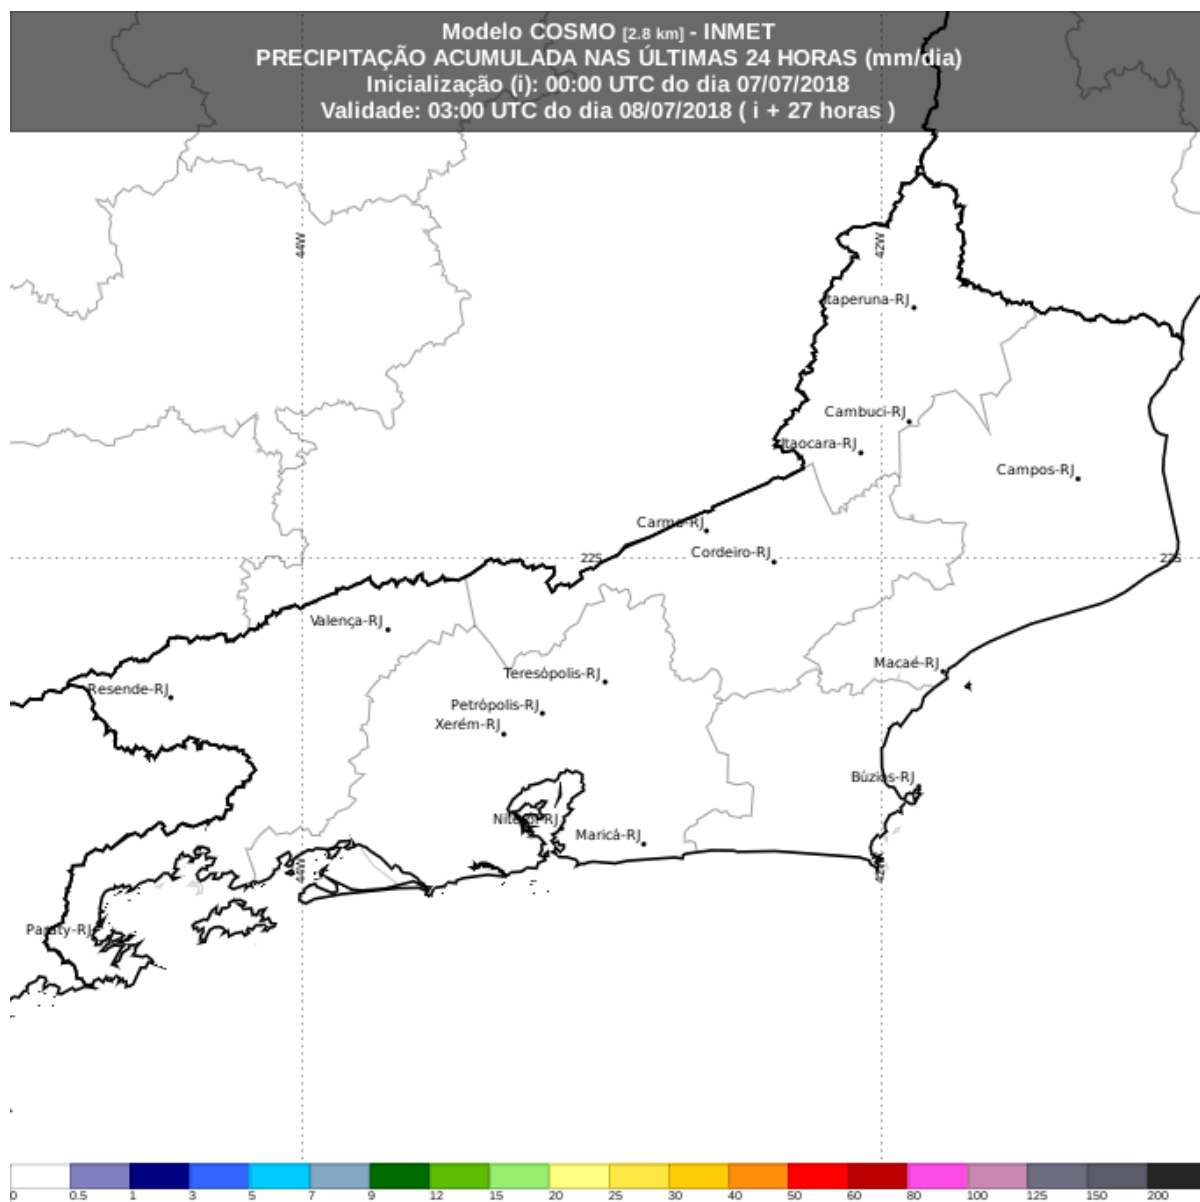 Modelo COSMO [2.8 km] - INMET
PRECIPITAÇÃO ACUMULADA NAS ÚLTIMAS 24 HORAS (mm/dia)
Inicialização (i): 00:00 UTC do dia 07/07/2018
Validade: 03:00 UTC do dia 08/07/2018 ( i + 27 horas )
44W
42W
Itaperuna-RJ
Cambuci-RJ
Itaocara-RJ
Campos-RJ
Carmo-RJ
Cordeiro-RJ
22S
22S
Valença-RJ
Macaé-RJ
Teresópolis-RJ
Resende-RJ
Petrópolis-RJ
Xerém-RJ
Búzios-RJ
Niterói-RJ
Maricá-RJ
44W
42W
Paraty-RJ
0 0.5 1 3 5 7 9 12 15 20 25 30 40 50 60 80 100 125 150 200